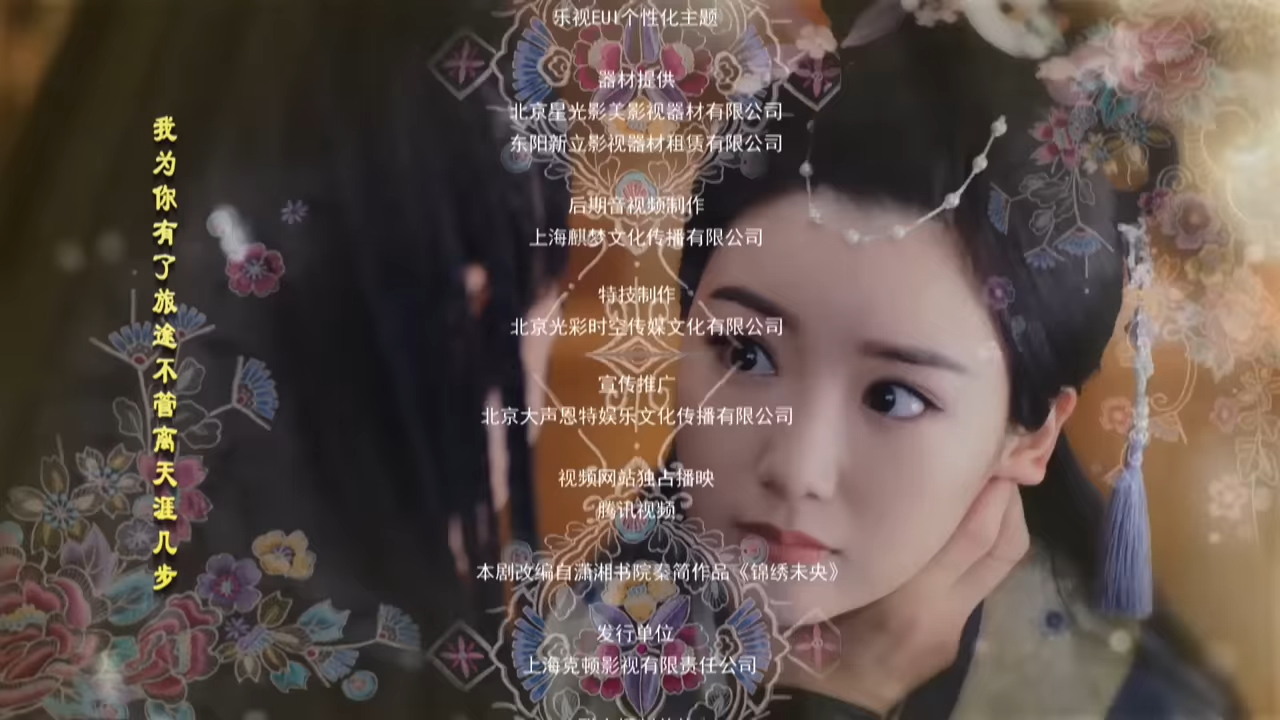 我为你有了旅途不管离天涯几步
乐视EUI个性化主题
器材提供
北京星光影美影视器材有限公司
东阳新立影视器材租赁有限公司
后期音视频制作
上海麒梦文化传播有限公司
特技制作
北京光彩时空传媒文化有限公司
宣传推广
北京大声恩特娱乐文化传播有限公司
视频网站独占播映
腾讯视频
本剧改编自潇湘书院秦简作品《锦绣未央》
发行单位
上海克顿影视有限责任公司